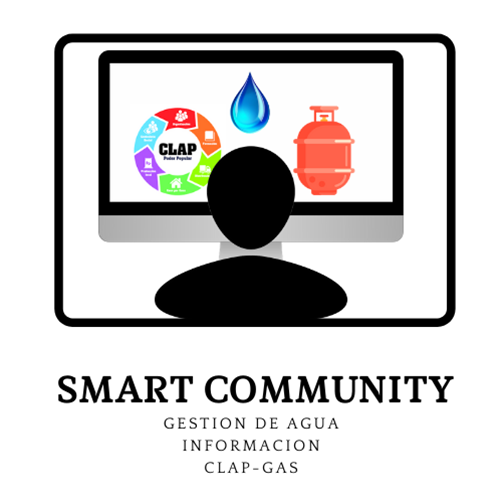 CLAP
Poder Popular
SMART COMMUNITY
GESTION DE AGUA
INFORMACION
CLAP-GAS